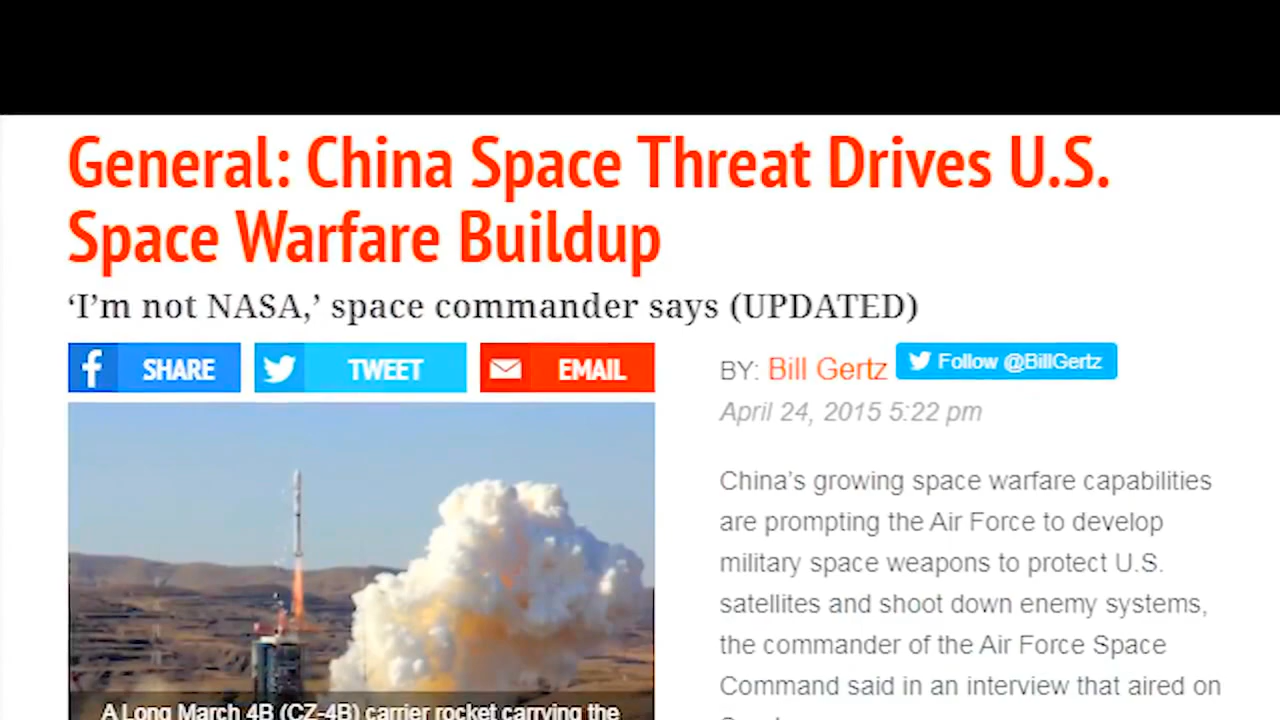 General: China Space Threat Drives U.S.
Space Warfare Buildup
‘I’m not NASA,’ space commander says (UPDATED)
SHARE
TWEET
EMAIL
BY: Bill Gertz
Follow @BillGertz
April 24, 2015 5:22 pm
China’s growing space warfare capabilities
are prompting the Air Force to develop
military space weapons to protect U.S.
satellites and shoot down enemy systems,
the commander of the Air Force Space
Command said in an interview that aired on
A Long March 4B (CZ-4B) carrier rocket carrying the